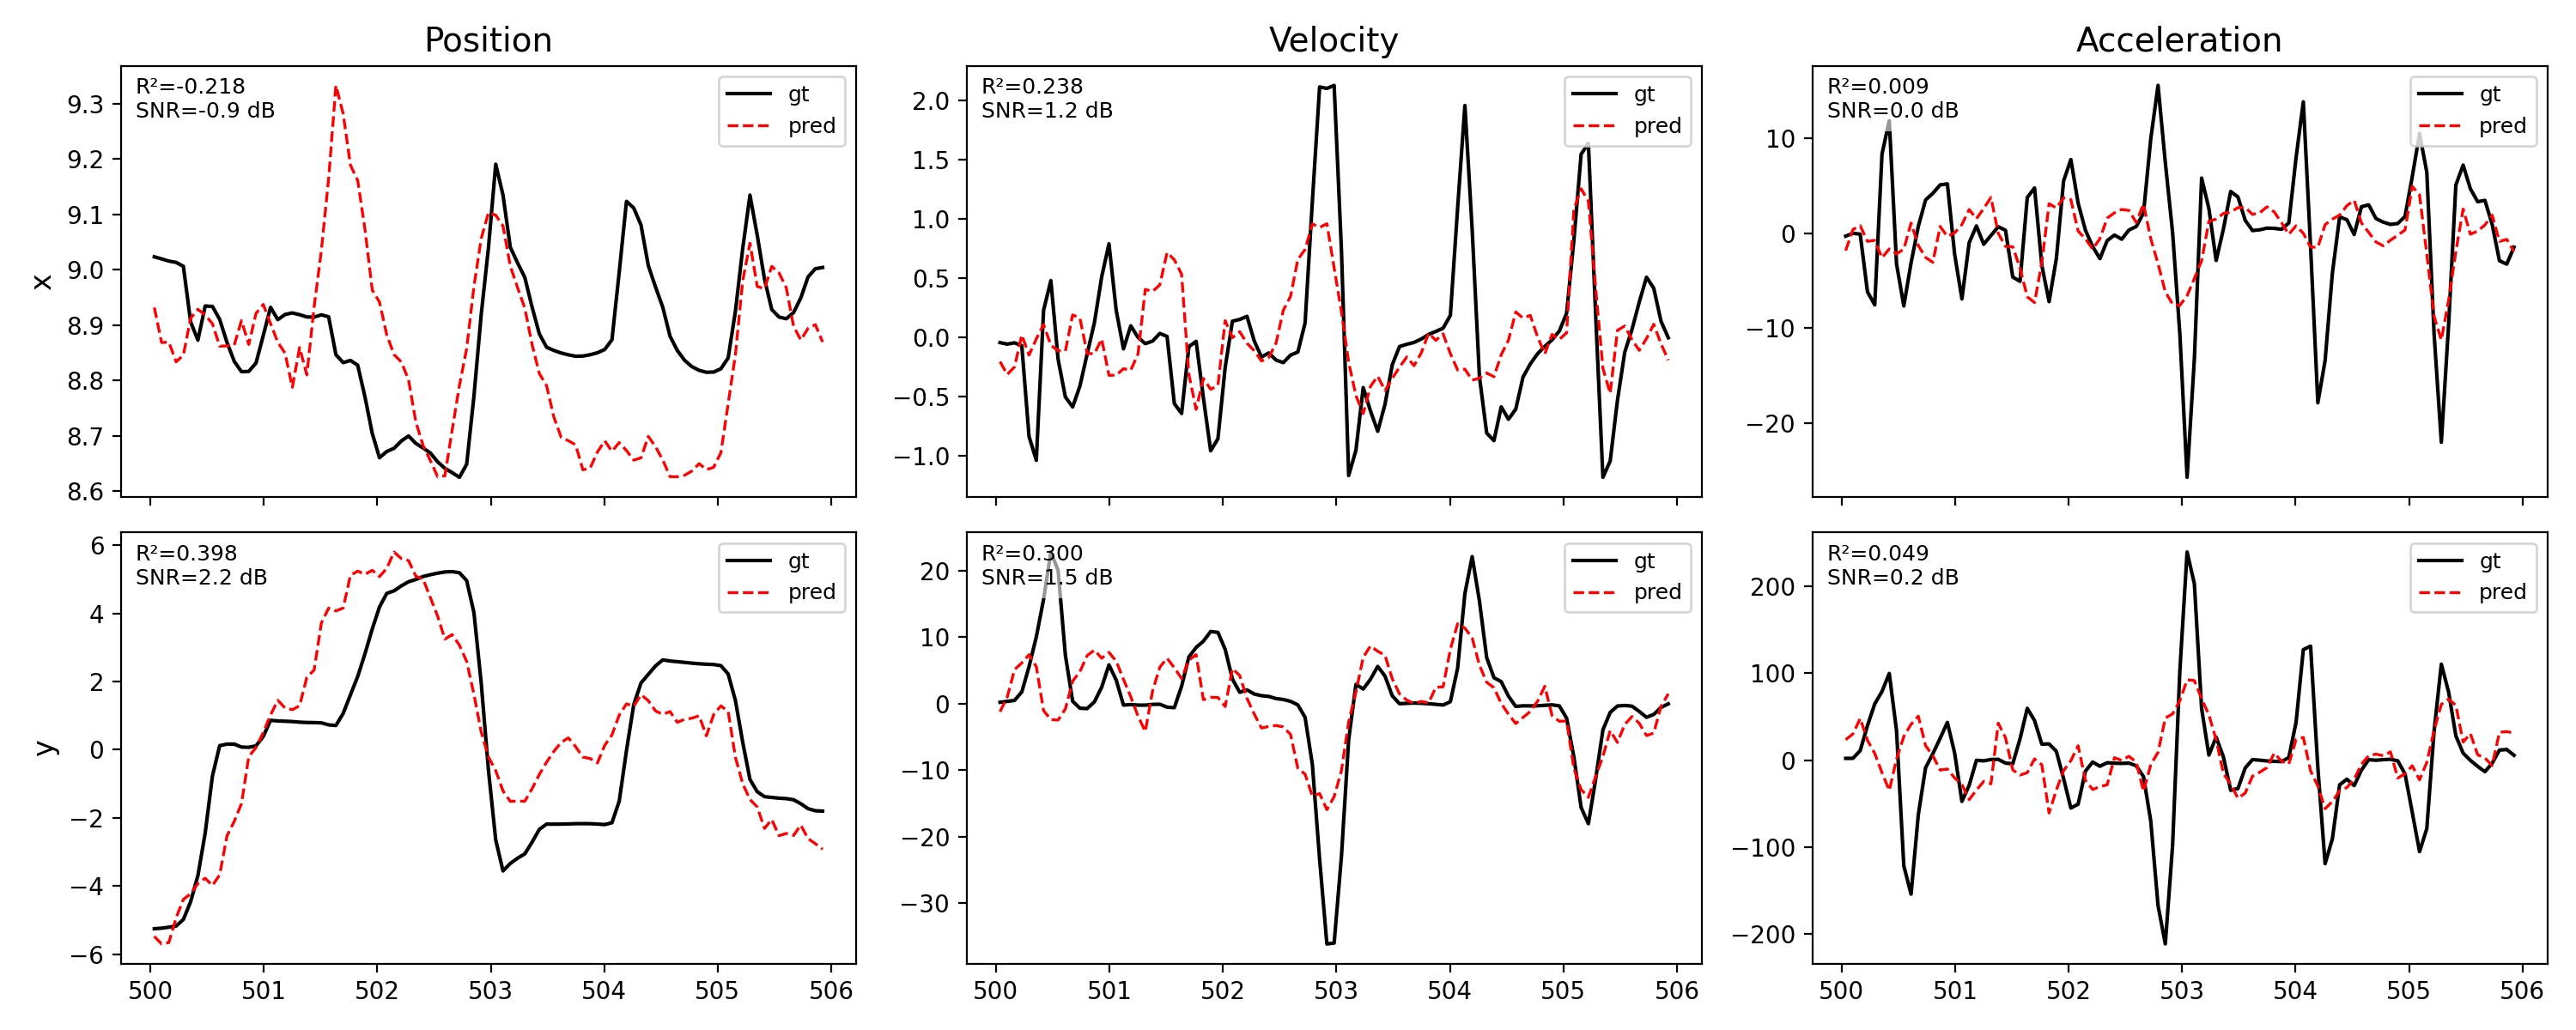 Position
Velocity
Acceleration
R²=-0.218
SNR=-0.9 dB
gt
pred
R²=0.238
SNR=1.2 dB
gt
pred
R²=0.009
SNR=0.0 dB
gt
pred
x
9.3
9.2
9.1
9.0
8.9
8.8
8.7
8.6
2.0
1.5
1.0
0.5
0.0
−0.5
−1.0
10
0
−10
−20
R²=0.398
SNR=2.2 dB
gt
pred
R²=0.300
SNR=1.5 dB
gt
pred
R²=0.049
SNR=0.2 dB
gt
pred
y
6
4
2
0
−2
−4
−6
20
10
0
−10
−20
−30
200
100
0
−100
−200
500 501 502 503 504 505 506
500 501 502 503 504 505 506
500 501 502 503 504 505 506